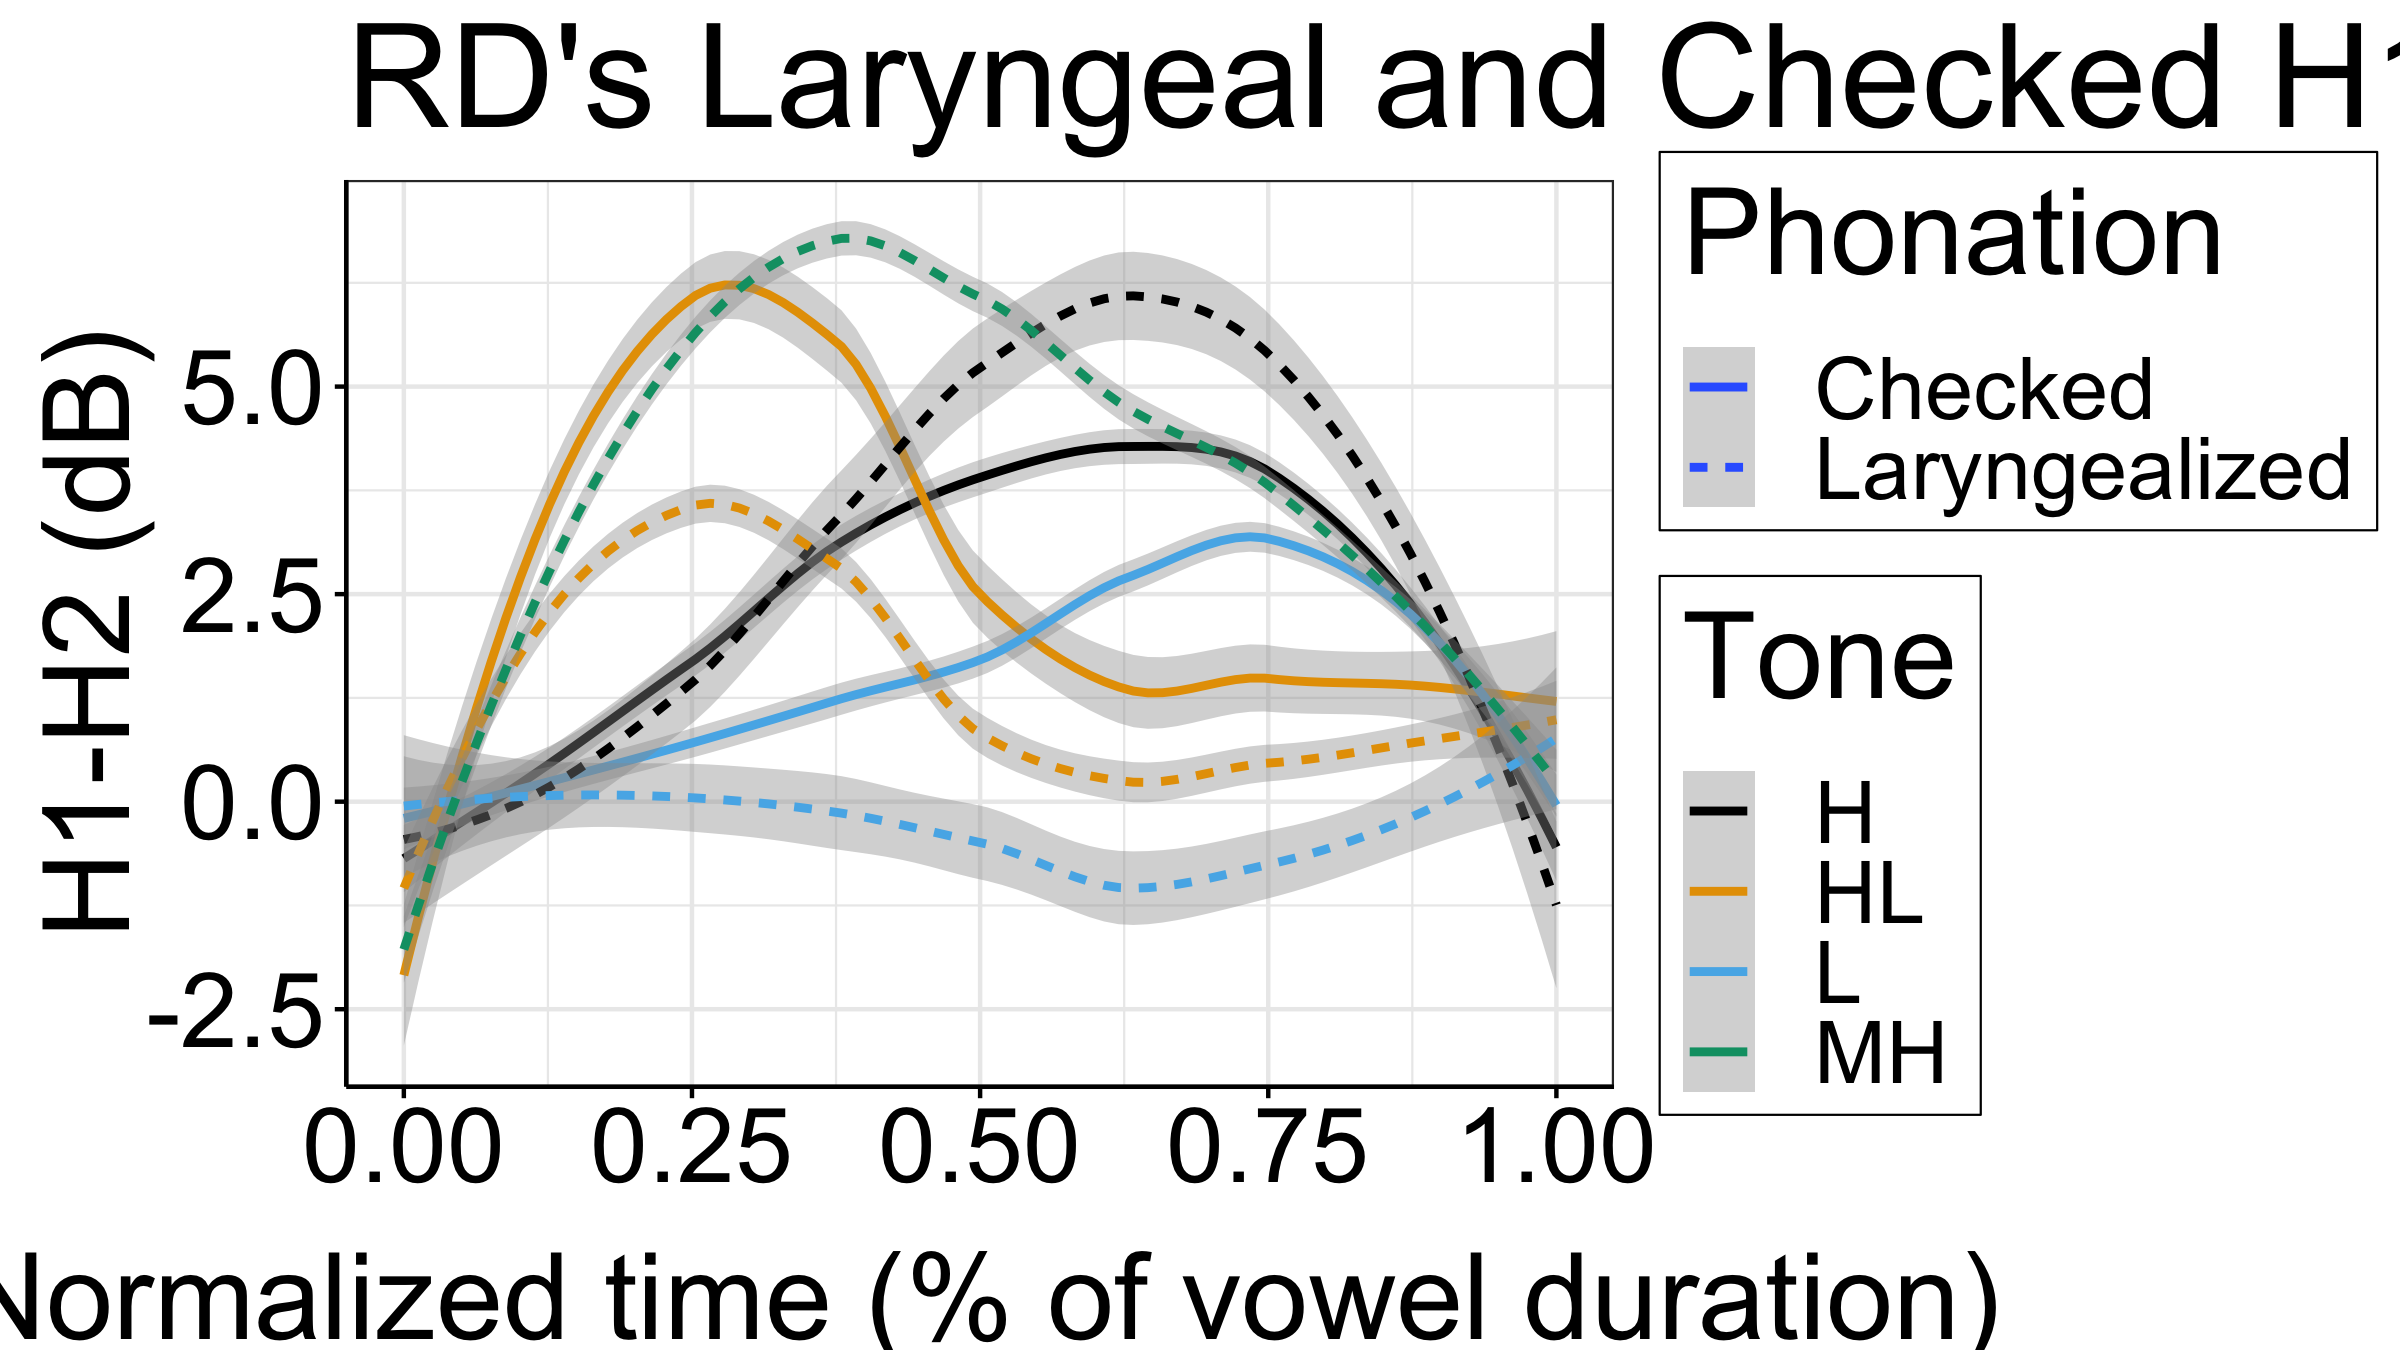 RD's Laryngeal and Checked H1
H1-H2 (dB)
5.0
2.5
0.0
-2.5
0.00 0.25 0.50 0.75 1.00
Normalized time (% of vowel duration)
Phonation
Checked
Laryngealized
Tone
H
HL
L
MH